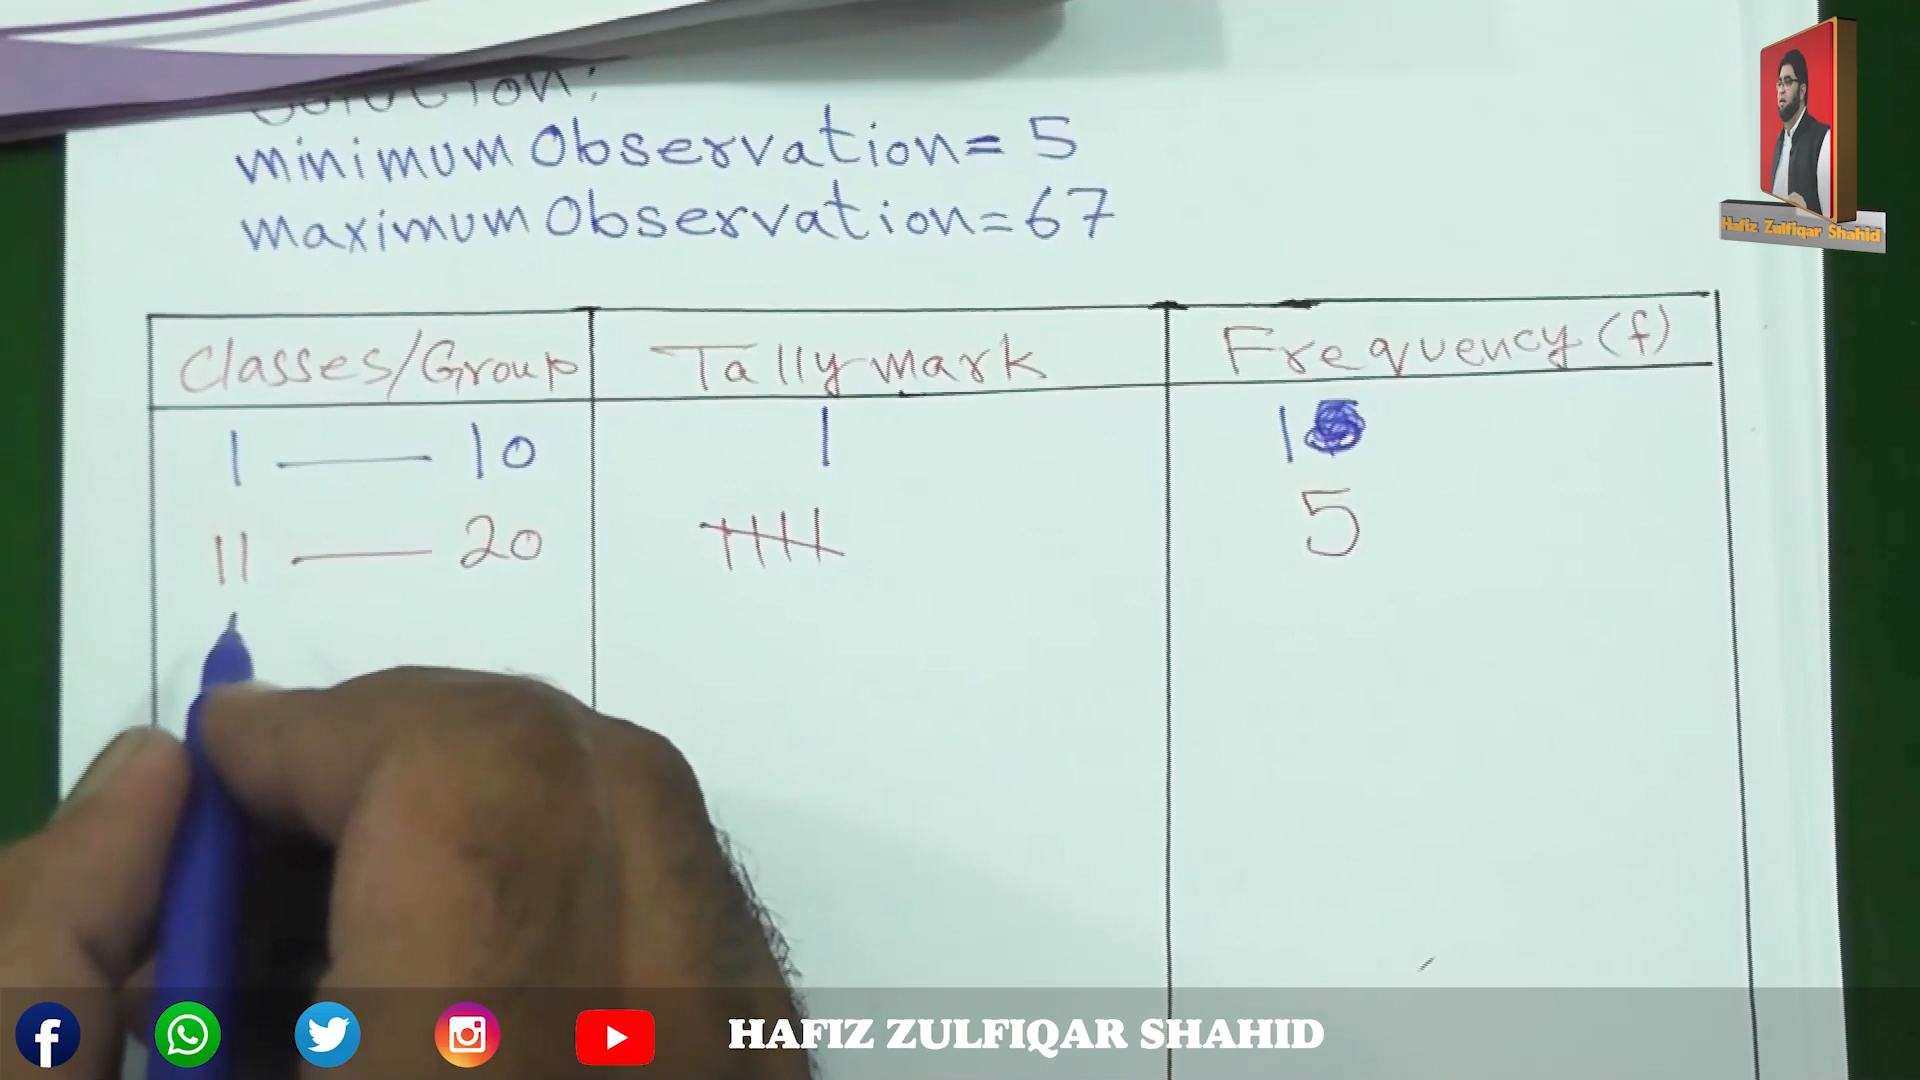 Solution:
minimum Observation = 5
maximum Observation = 67
Classes/Group Tally mark Frequency (f)
1 — 10 | 1
11 — 20 𝍸 5
Hafiz Zulfiqar Shahid
HAFIZ ZULFIQAR SHAHID